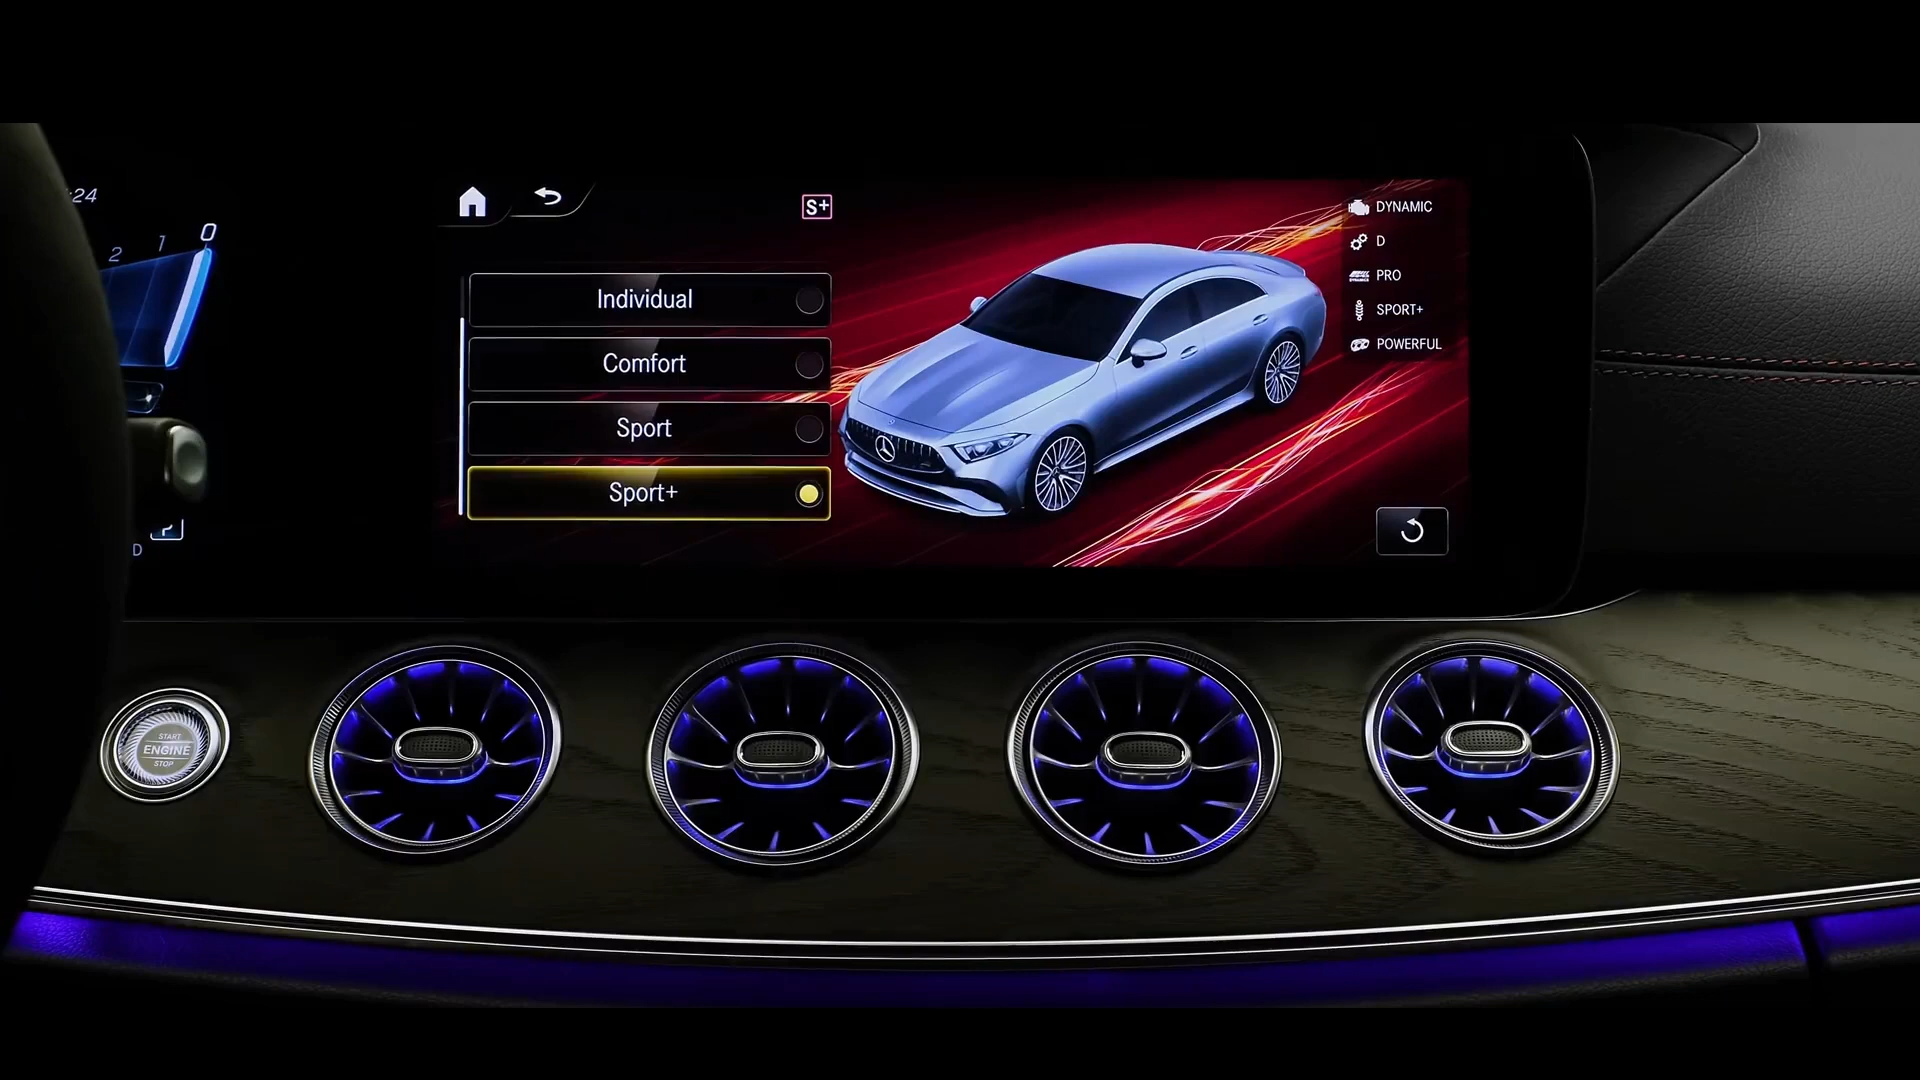 :24
2
1
0
S+
Individual
Comfort
Sport
Sport+
DYNAMIC
D
PRO
SPORT+
POWERFUL
D
START
ENGINE
STOP